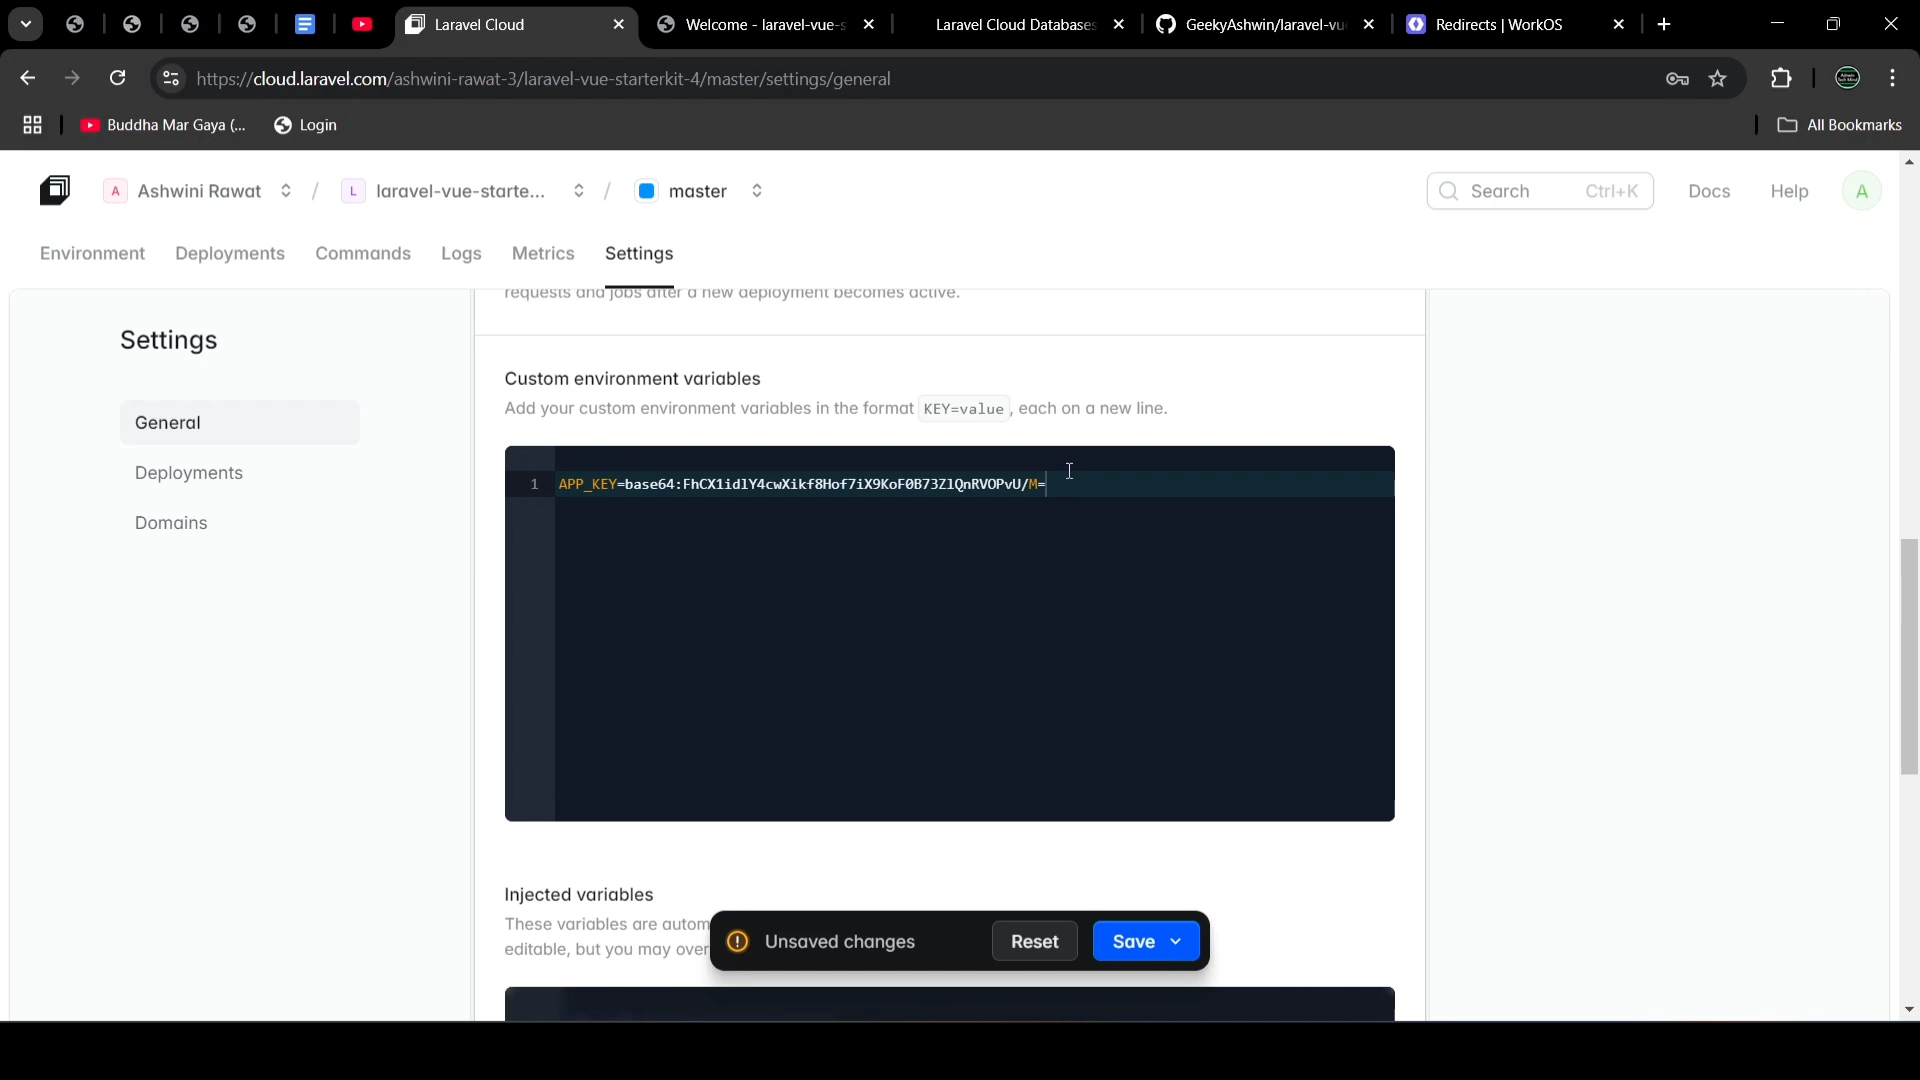 Laravel Cloud
Welcome - laravel-vue-s
Laravel Cloud Databases
GeekyAshwin/laravel-vu
Redirects | WorkOS
https://cloud.laravel.com/ashwini-rawat-3/laravel-vue-starterkit-4/master/settings/general
Buddha Mar Gaya (...
Login
All Bookmarks
A Ashwini Rawat / L laravel-vue-starte... / master
Search Ctrl+K
Docs
Help
A
Environment Deployments Commands Logs Metrics Settings
requests and jobs after a new deployment becomes active.
Settings
General
Deployments
Domains
Custom environment variables
Add your custom environment variables in the format KEY=value, each on a new line.
1 APP_KEY=base64:FhCX1idlY4cwXikf8Hof7iX9KoF0B73ZlQnRVOPvU/M=
Injected variables
These variables are autom
editable, but you may over
Unsaved changes
Reset
Save